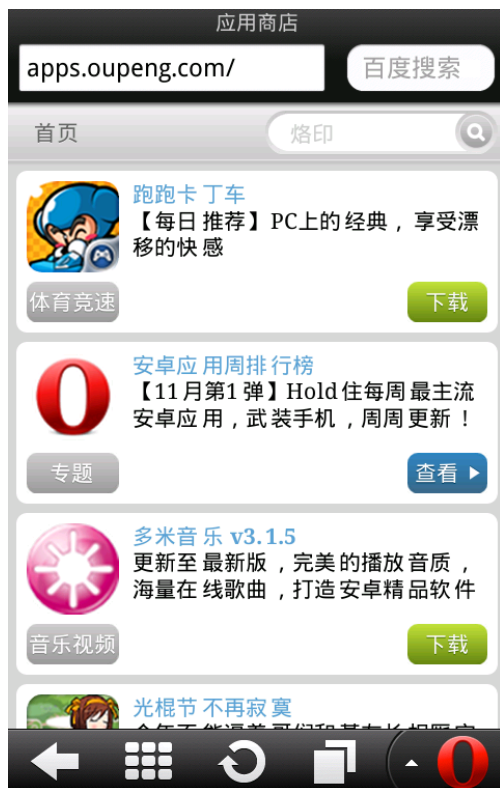 应用商店
apps.oupeng.com/
百度搜索
首页
烙印
跑跑卡丁车
【每日推荐】PC上的经典，享受漂
移的快感
体育竞速
下载
安卓应用周排行榜
【11月第1弹】Hold住每周最主流
安卓应用，武装手机，周周更新！
专题
查看
多米音乐 v3.1.5
更新至最新版，完美的播放音质，
海量在线歌曲，打造安卓精品软件
音乐视频
下载
光棍节不再寂寞